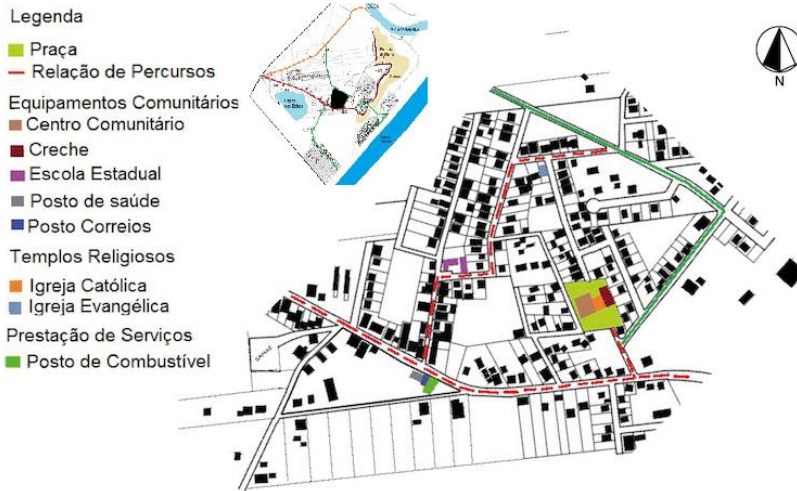 Legenda
Praça
Relação de Percursos
Equipamentos Comunitários
Centro Comunitário
Creche
Escola Estadual
Posto de saúde
Posto Correios
Templos Religiosos
Igreja Católica
Igreja Evangélica
Prestação de Serviços
Posto de Combustível
N